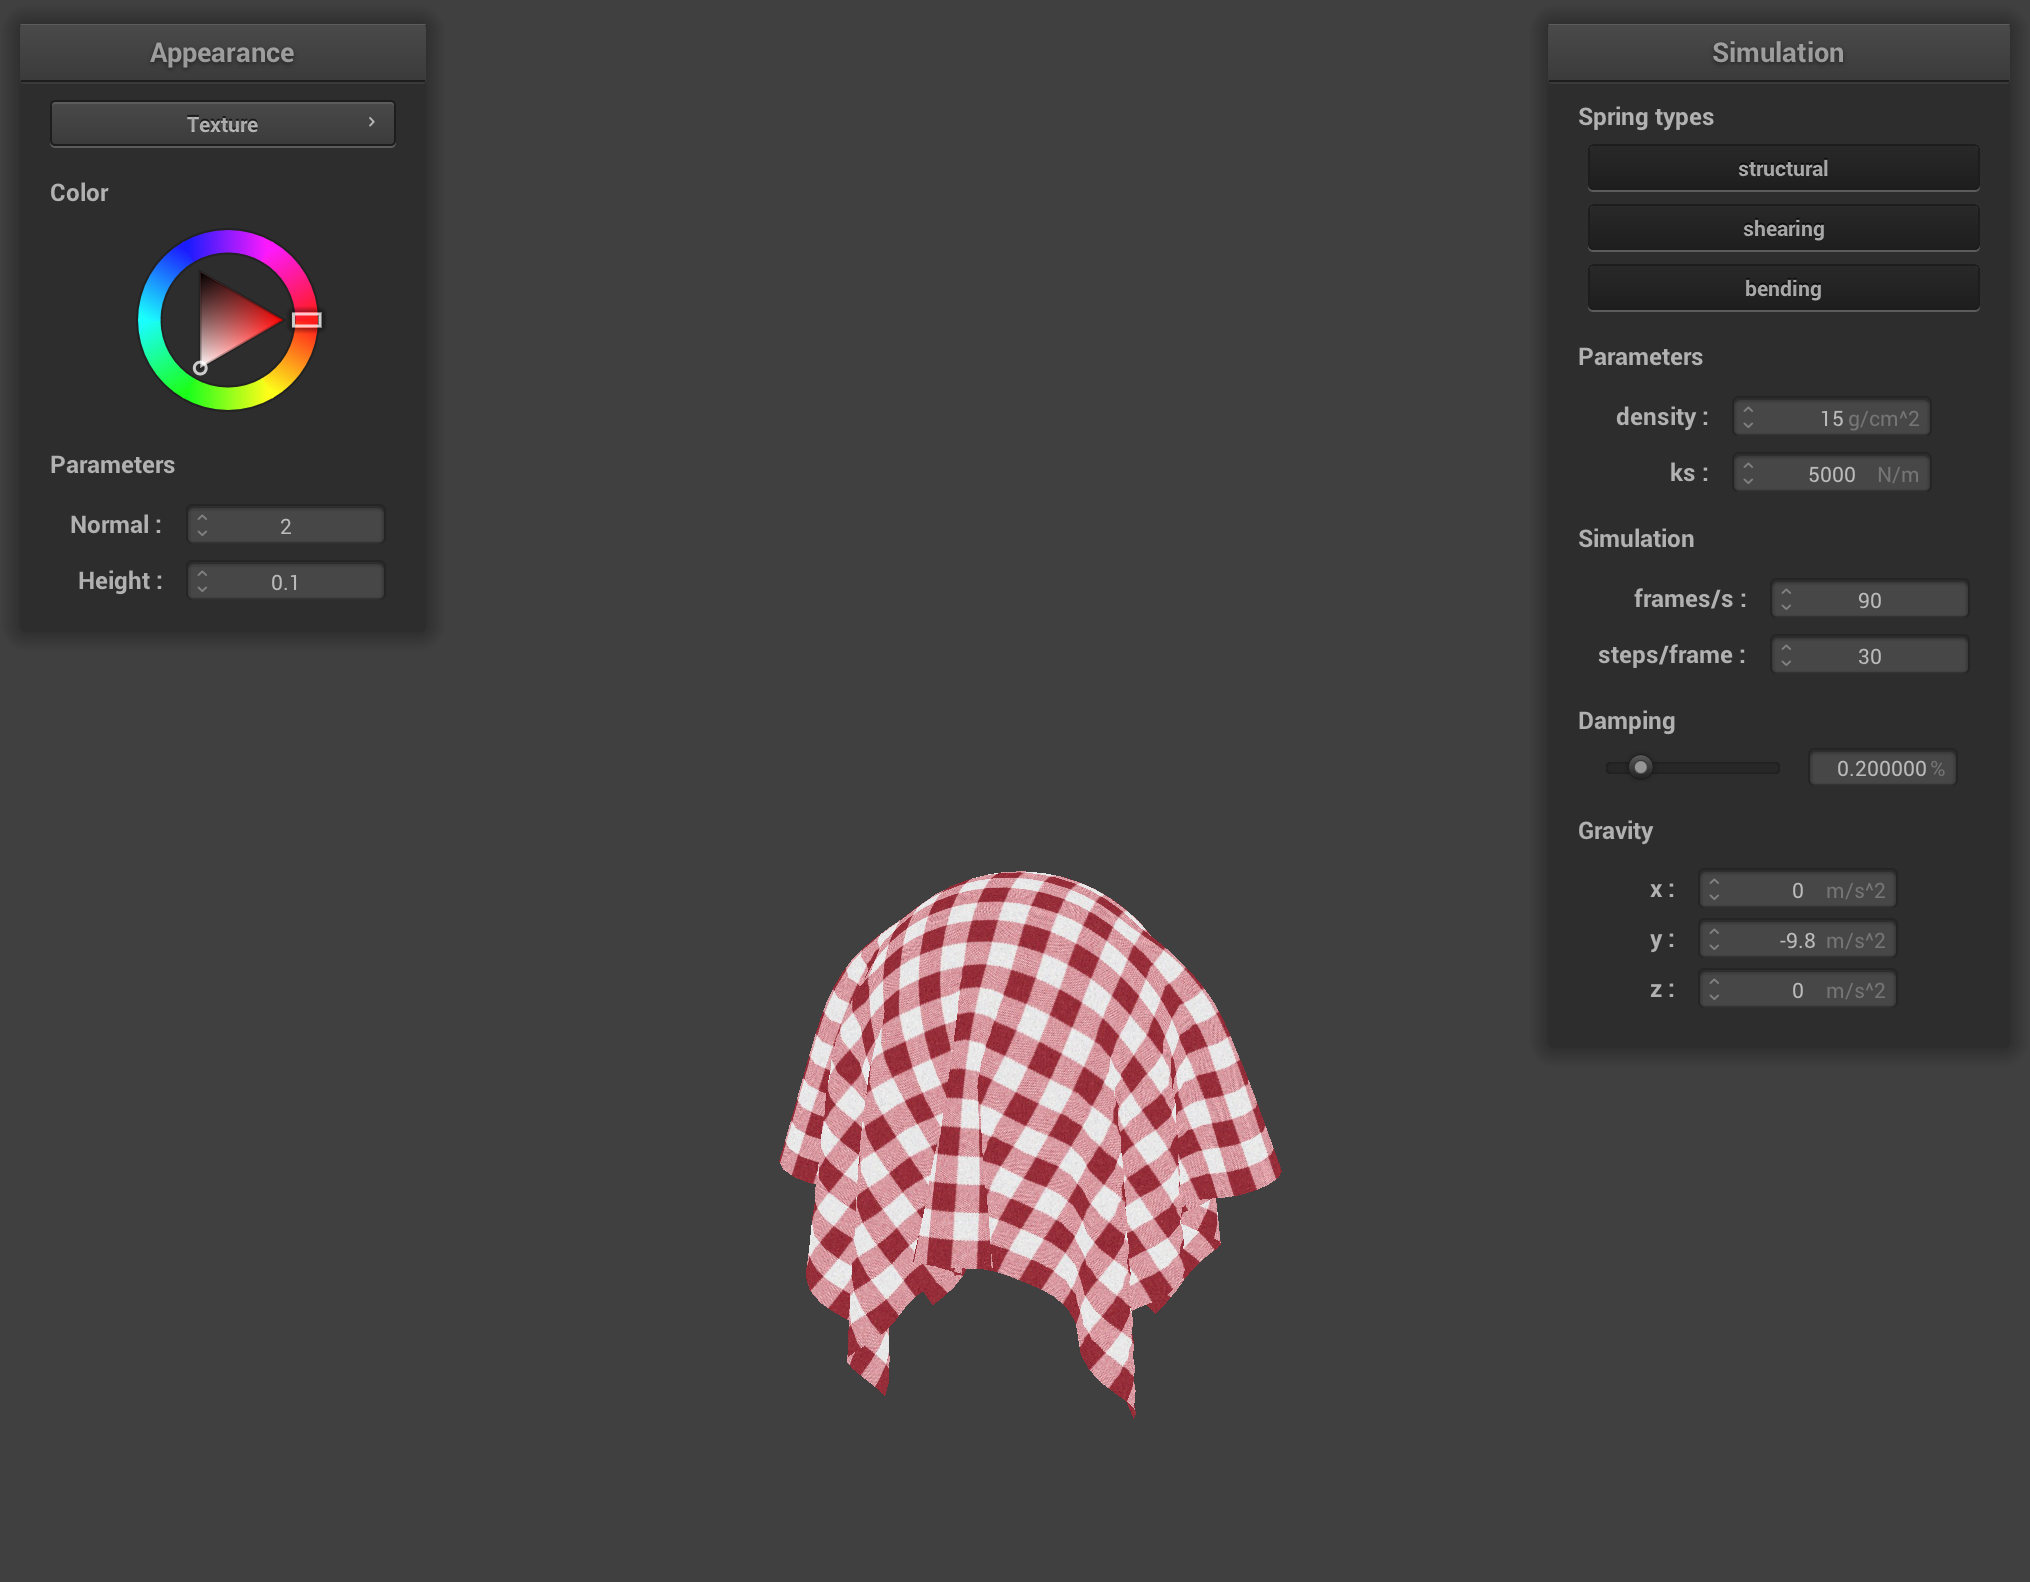 Appearance
Texture
Color
Parameters
Normal : 2
Height : 0.1
Simulation
Spring types
structural
shearing
bending
Parameters
density : 15 g/cm^2
ks : 5000 N/m
Simulation
frames/s : 90
steps/frame : 30
Damping
0.200000 %
Gravity
x : 0 m/s^2
y : -9.8 m/s^2
z : 0 m/s^2